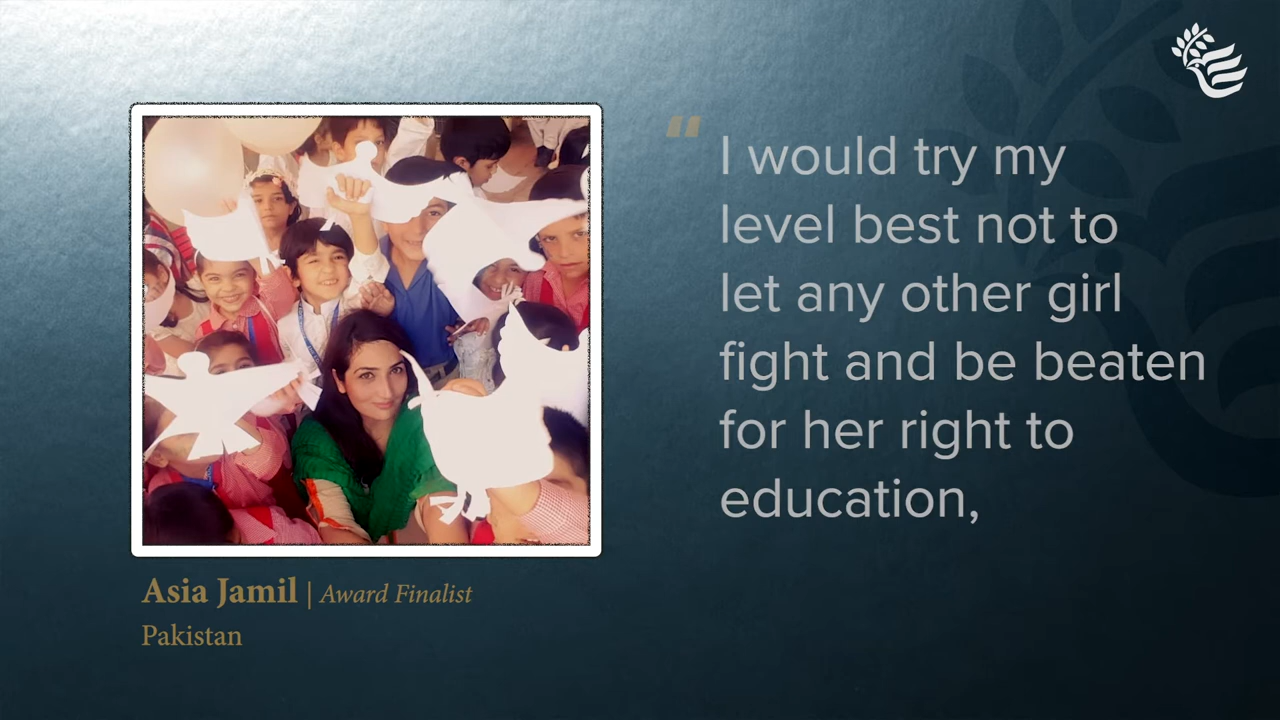 “ I would try my
level best not to
let any other girl
fight and be beaten
for her right to
education,
Asia Jamil | Award Finalist
Pakistan